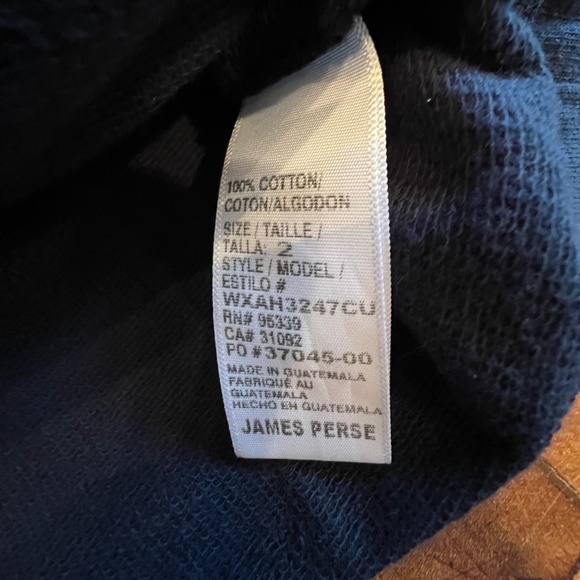 100% COTTON/
COTON/ALGODON
SIZE / TAILLE /
TALLA: 2
STYLE / MODEL /
ESTILO #
WXAH3247CU
RN# 95339
CA# 31092
PO #37045-00
MADE IN GUATEMALA
FABRIQUÉ AU
GUATEMALA
HECHO EN GUATEMALA
JAMES PERSE